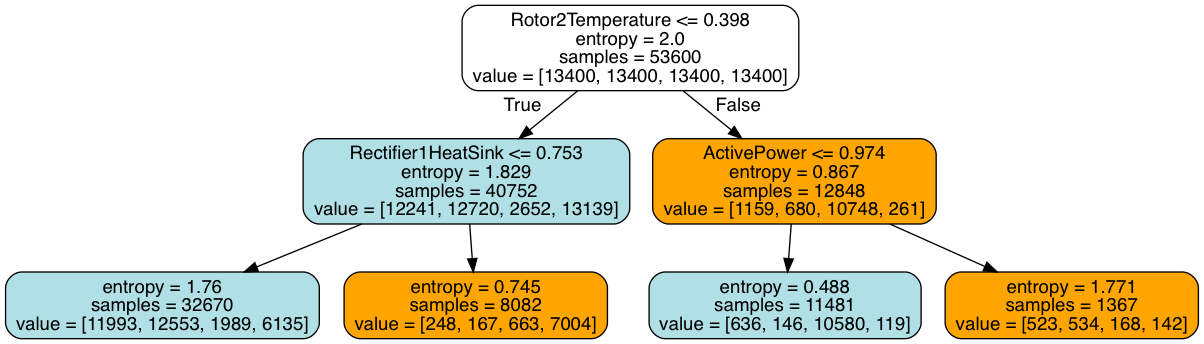 Rotor2Temperature <= 0.398
entropy = 2.0
samples = 53600
value = [13400, 13400, 13400, 13400]
True
False
Rectifier1HeatSink <= 0.753
entropy = 1.829
samples = 40752
value = [12241, 12720, 2652, 13139]
ActivePower <= 0.974
entropy = 0.867
samples = 12848
value = [1159, 680, 10748, 261]
entropy = 1.76
samples = 32670
value = [11993, 12553, 1989, 6135]
entropy = 0.745
samples = 8082
value = [248, 167, 663, 7004]
entropy = 0.488
samples = 11481
value = [636, 146, 10580, 119]
entropy = 1.771
samples = 1367
value = [523, 534, 168, 142]